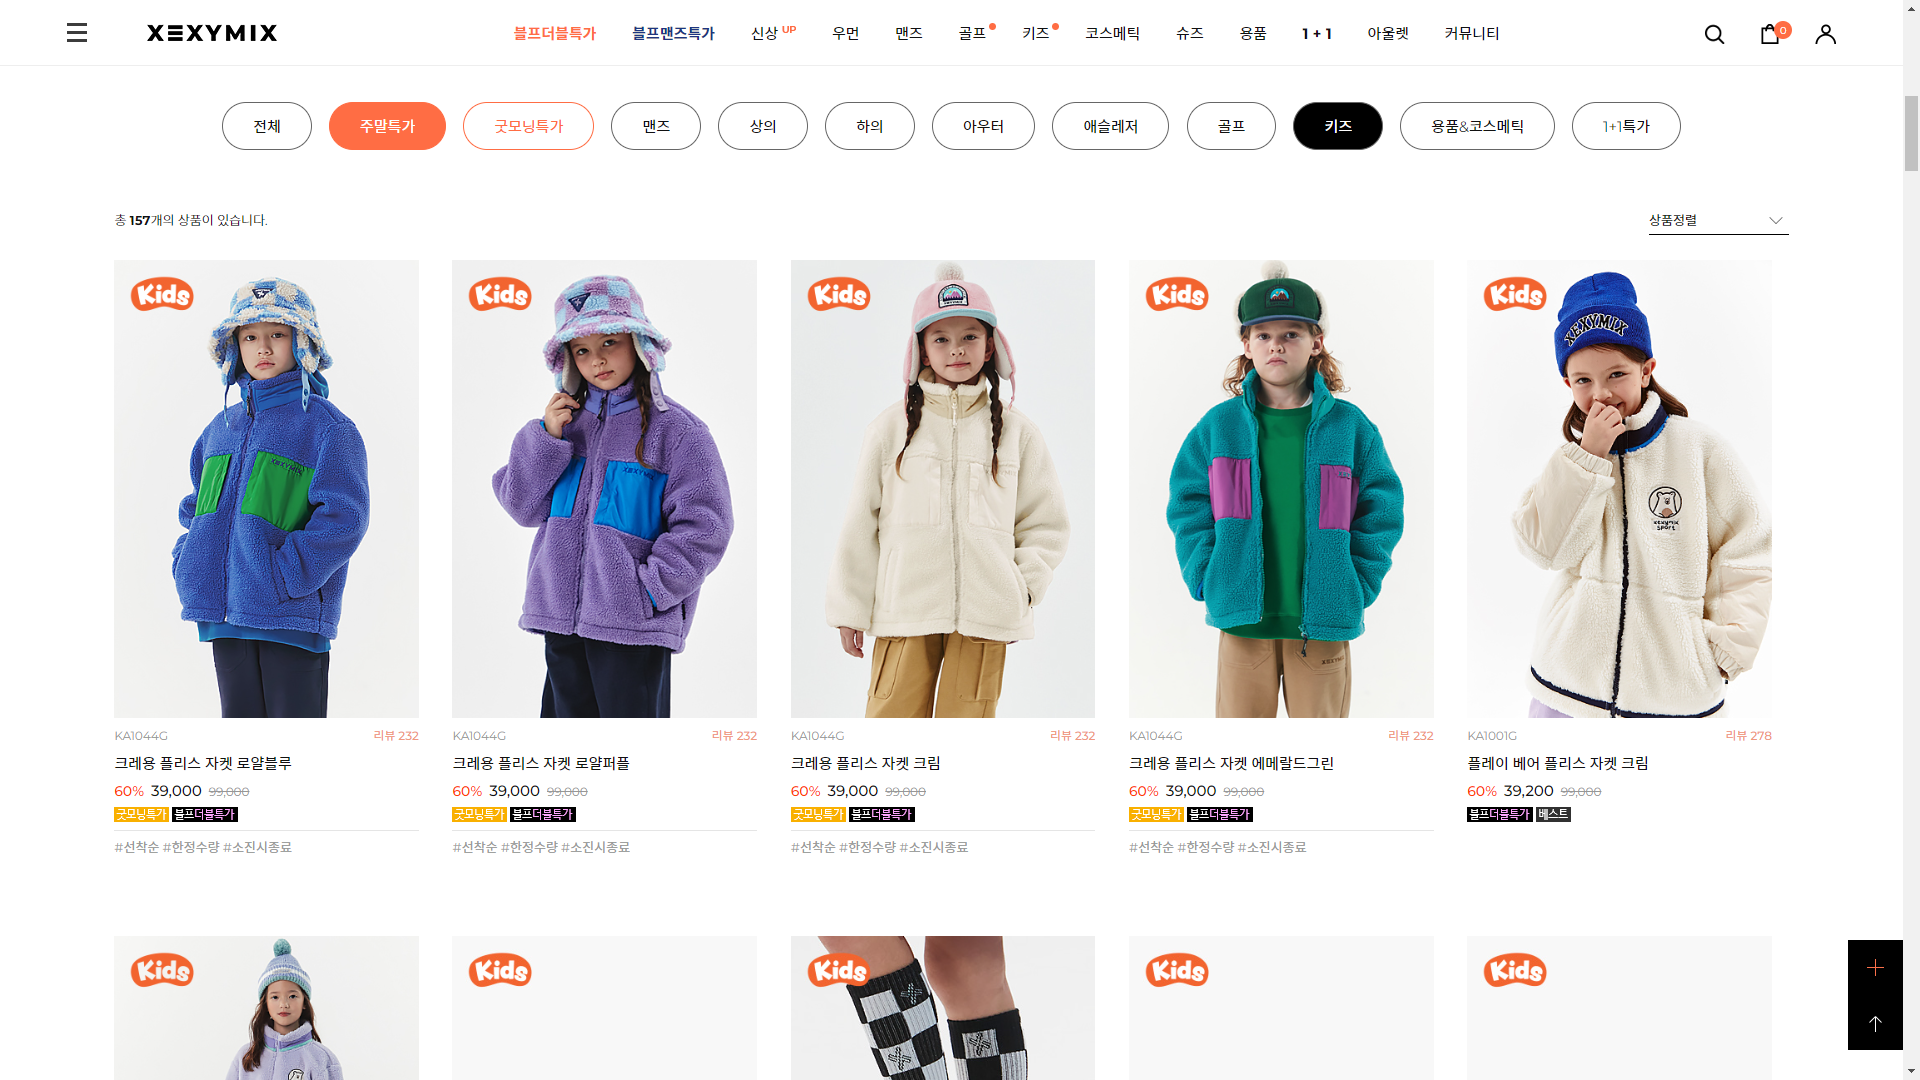 XEXYMIX 블프더블특가 블프맨즈특가 신상 UP 우먼 맨즈 골프 키즈 코스메틱 슈즈 용품 1 + 1 아울렛 커뮤니티 0
전체 주말특가 굿모닝특가 맨즈 상의 하의 아우터 애슬레저 골프 키즈 용품&코스메틱 1+1특가
총 157개의 상품이 있습니다. 상품정렬
Kids Kids Kids Kids Kids
XEXYMIX
XEXYMIX
XEXYMIX
xexymix
sport
XEXYMIX
KA1044G 리뷰 232 KA1044G 리뷰 232 KA1044G 리뷰 232 KA1044G 리뷰 232 KA1001G 리뷰 278
크레용 플리스 자켓 로얄블루 크레용 플리스 자켓 로얄퍼플 크레용 플리스 자켓 크림 크레용 플리스 자켓 에메랄드그린 플레이 베어 플리스 자켓 크림
60% 39,000 99,000 60% 39,000 99,000 60% 39,000 99,000 60% 39,000 99,000 60% 39,200 99,000
굿모닝특가 블프더블특가 굿모닝특가 블프더블특가 굿모닝특가 블프더블특가 굿모닝특가 블프더블특가 블프더블특가 베스트
#선착순 #한정수량 #소진시종료 #선착순 #한정수량 #소진시종료 #선착순 #한정수량 #소진시종료 #선착순 #한정수량 #소진시종료
Kids Kids Kids Kids Kids